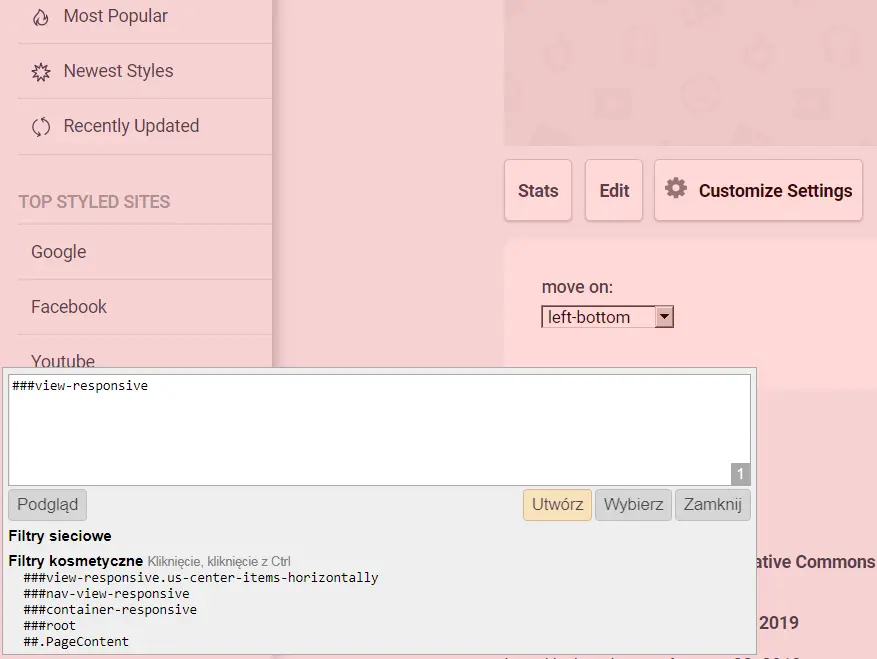 Most Popular
Newest Styles
Recently Updated
TOP STYLED SITES
Google
Facebook
Youtube
Stats
Edit
Customize Settings
move on:
left-bottom
###view-responsive
1
Podgląd
Utwórz
Wybierz
Zamknij
Filtry sieciowe
Filtry kosmetyczne Kliknięcie, kliknięcie z Ctrl
###view-responsive.us-center-items-horizontally
###nav-view-responsive
###container-responsive
###root
##.PageContent
ative Commons
2019